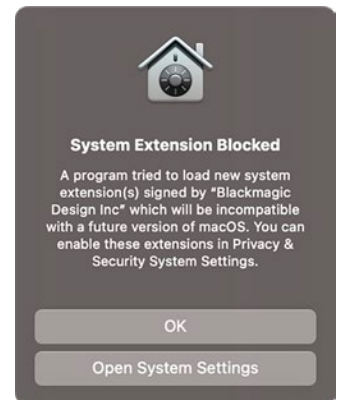 System Extension Blocked
A program tried to load new system
extension(s) signed by "Blackmagic
Design Inc" which will be incompatible
with a future version of macOS. You can
enable these extensions in Privacy &
Security System Settings.
OK
Open System Settings